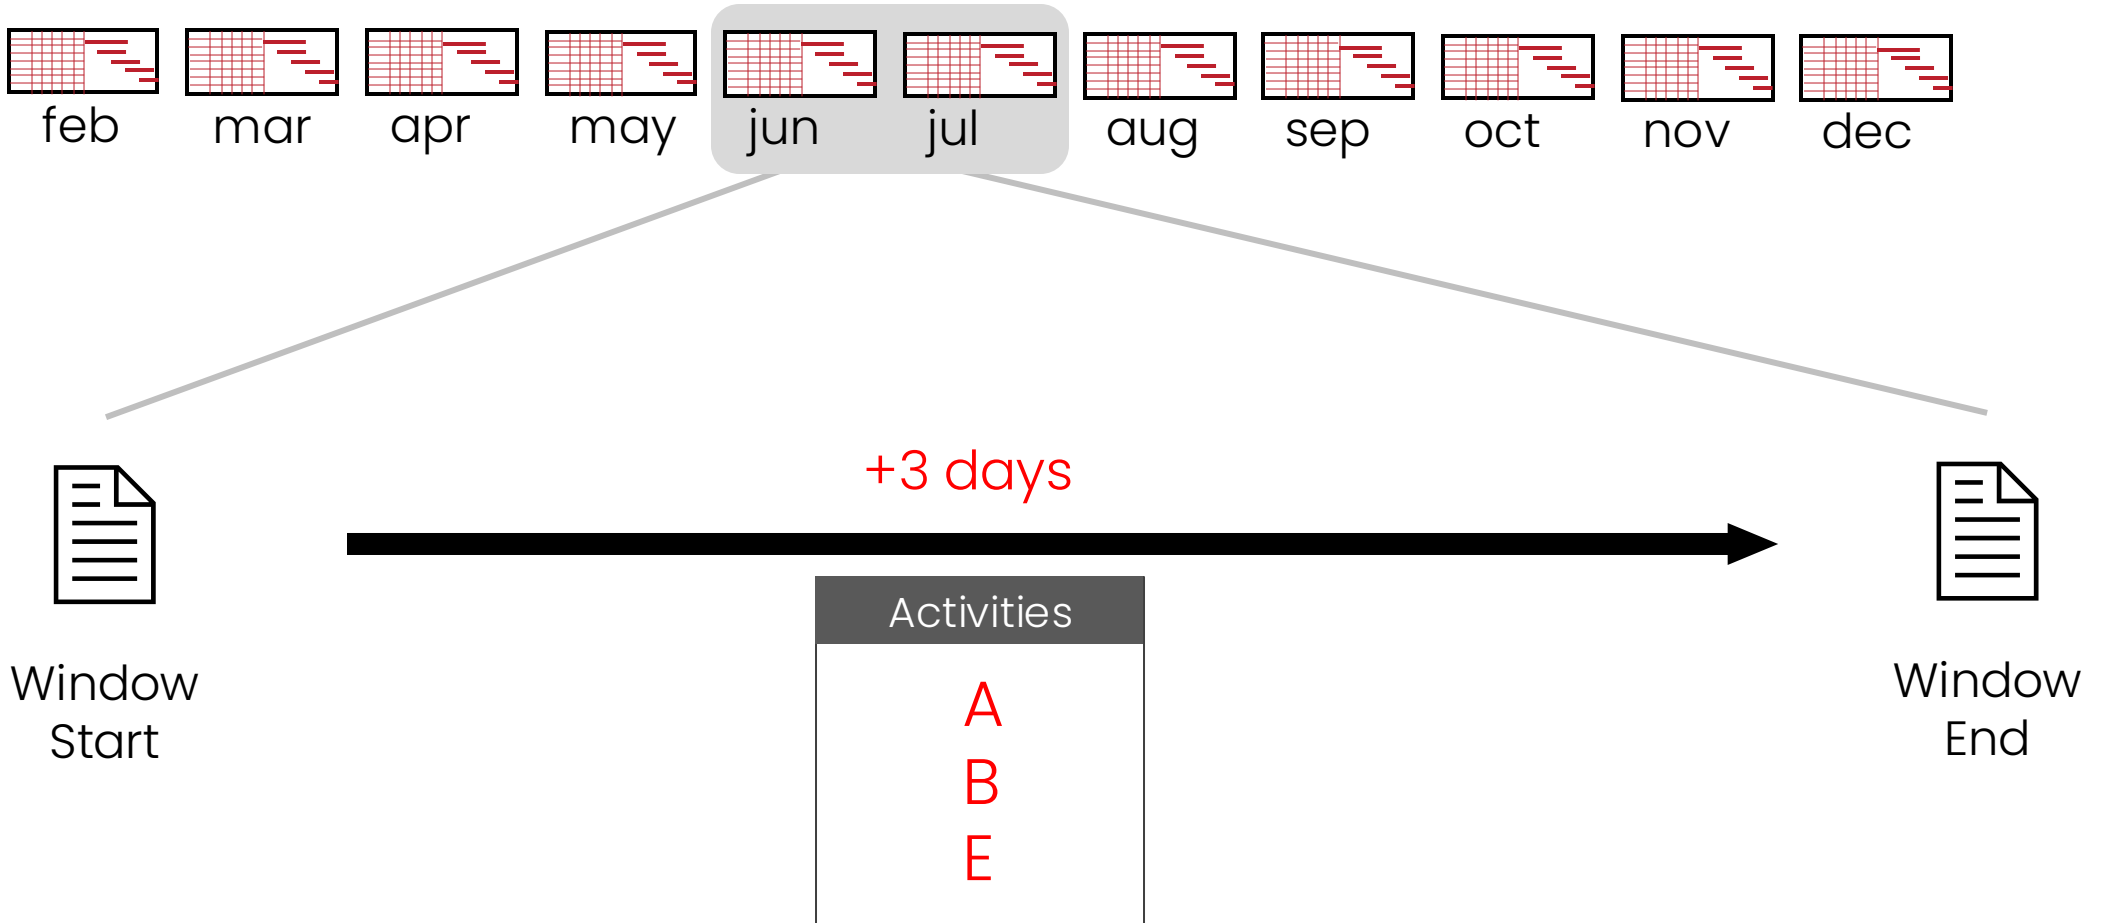 feb mar apr may jun jul aug sep oct nov dec
+3 days
Activities
A
B
E
Window
Start
Window
End